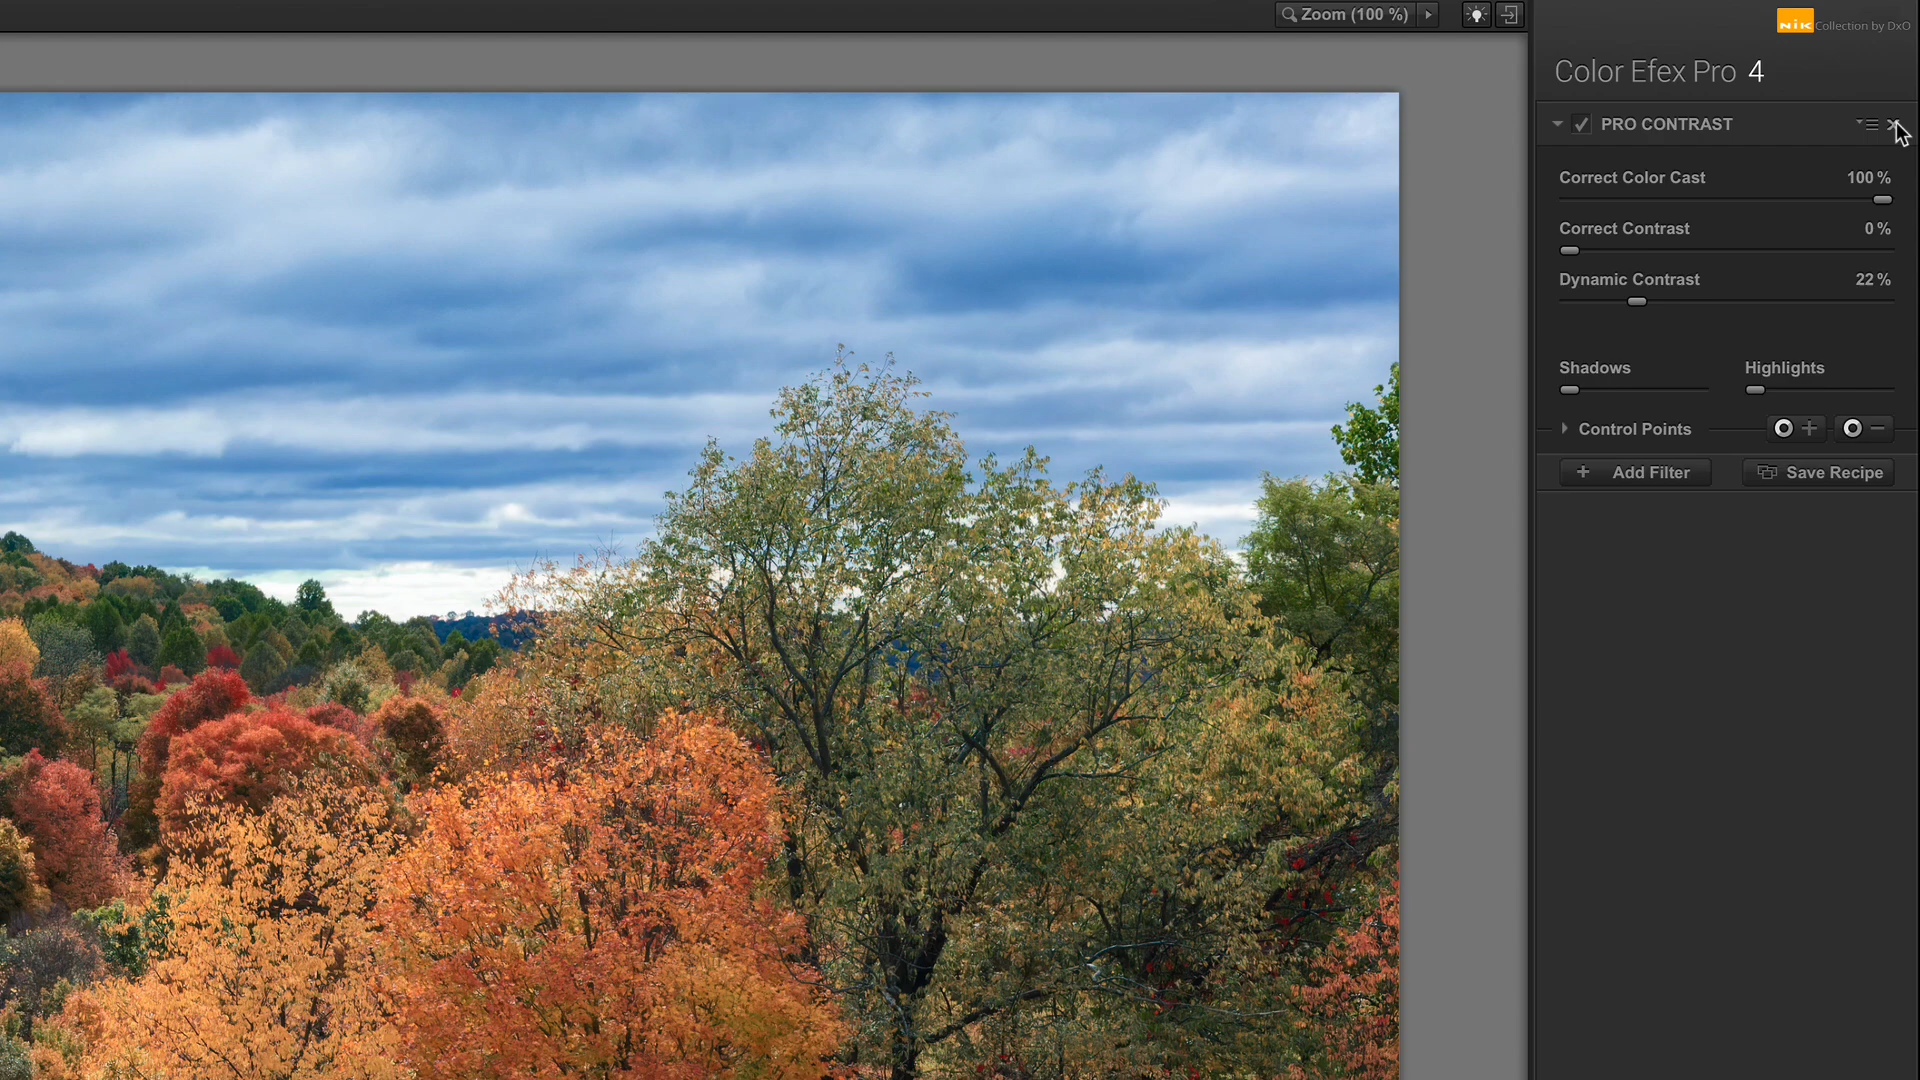 Zoom (100 %)
Nik Collection by DxO
Color Efex Pro 4
PRO CONTRAST
Correct Color Cast 100 %
Correct Contrast 0 %
Dynamic Contrast 22 %
Shadows Highlights
Control Points
Add Filter Save Recipe